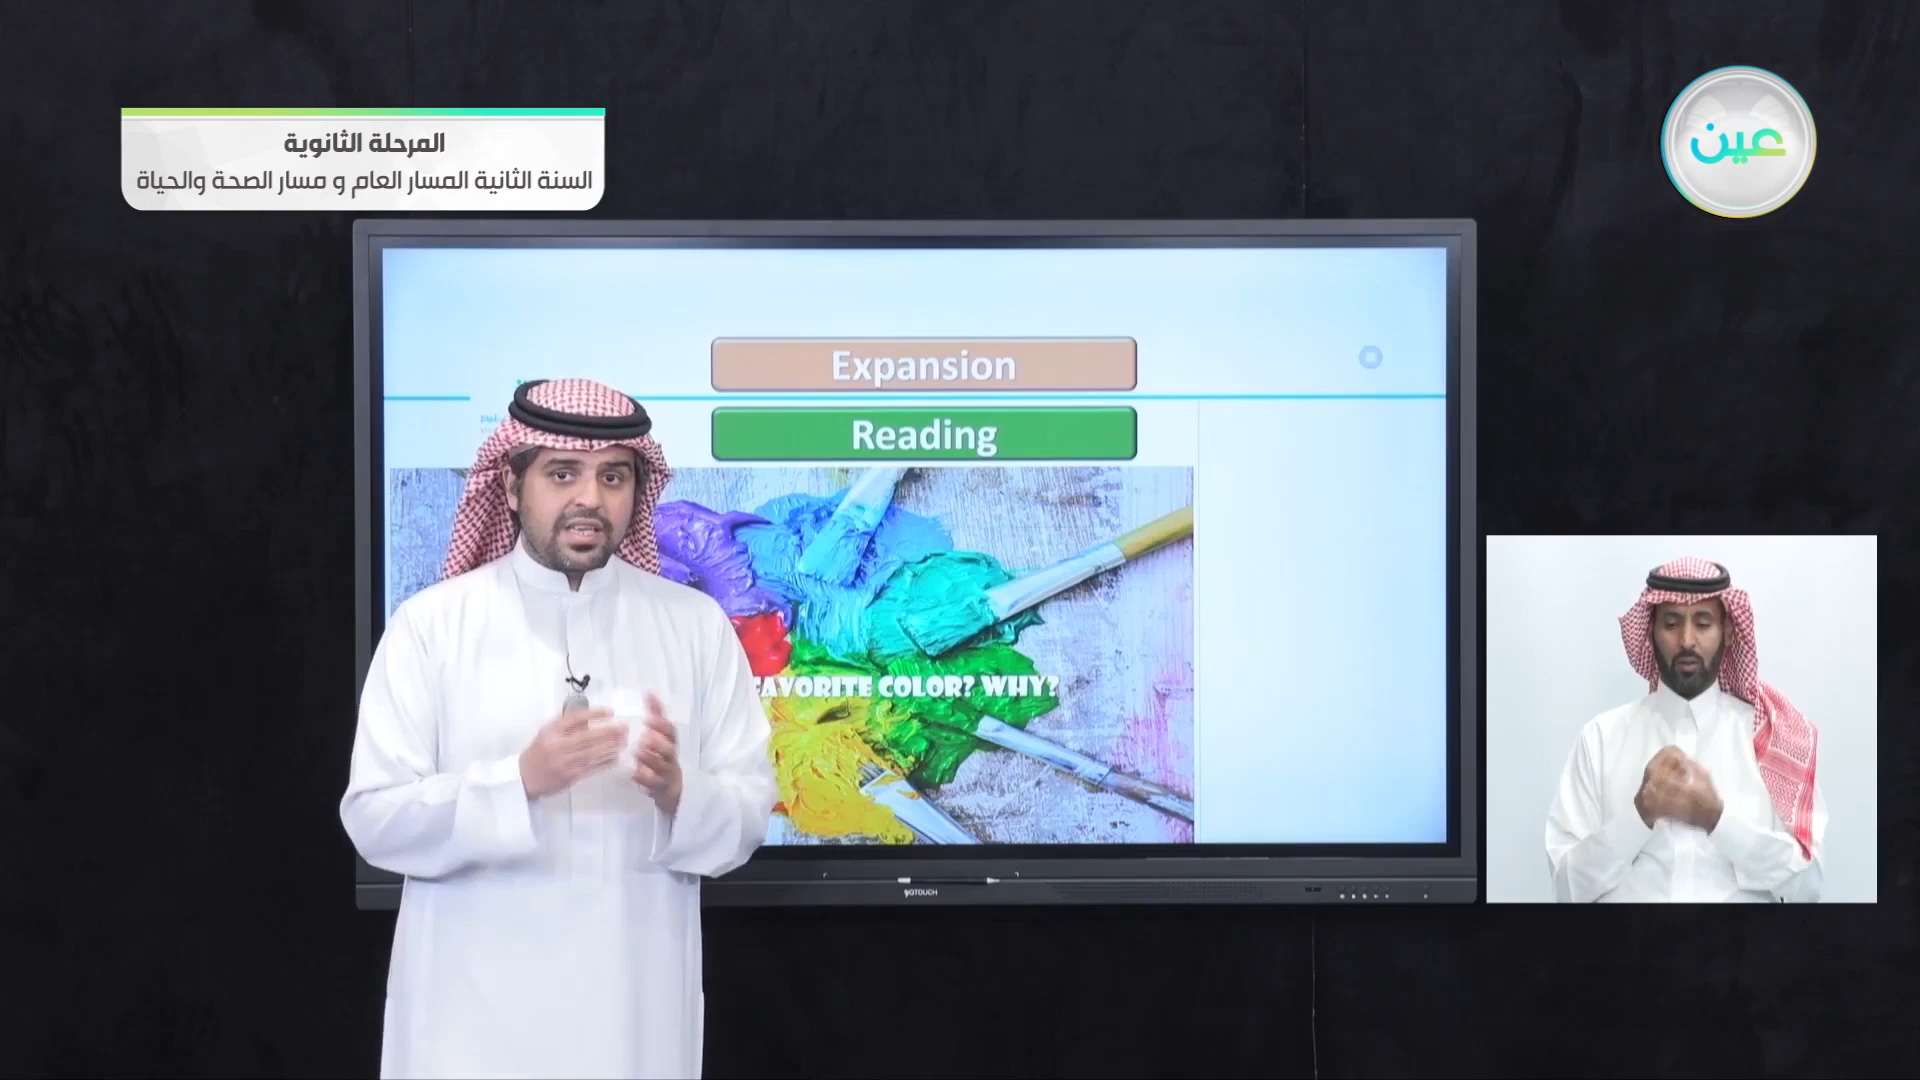 المرحلة الثانوية
السنة الثانية المسار العام و مسار الصحة والحياة
عين
Expansion
Reading
FAVORITE COLOR? WHY?